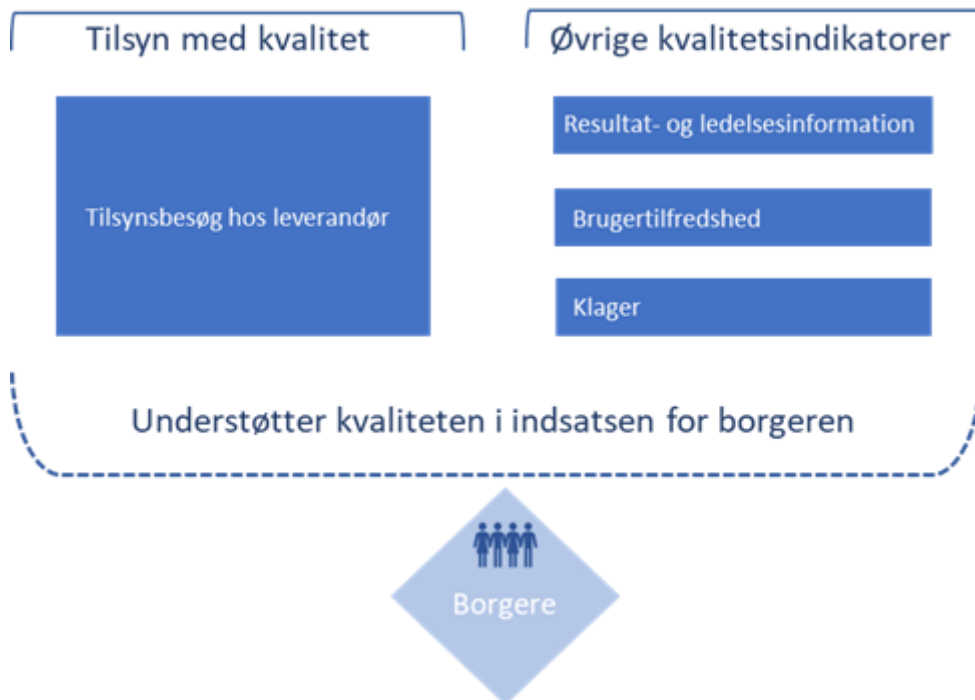 Tilsyn med kvalitet
Øvrige kvalitetsindikatorer
Tilsynsbesøg hos leverandør
Resultat- og ledelsesinformation
Brugertilfredshed
Klager
Understøtter kvaliteten i indsatsen for borgeren
Borgere